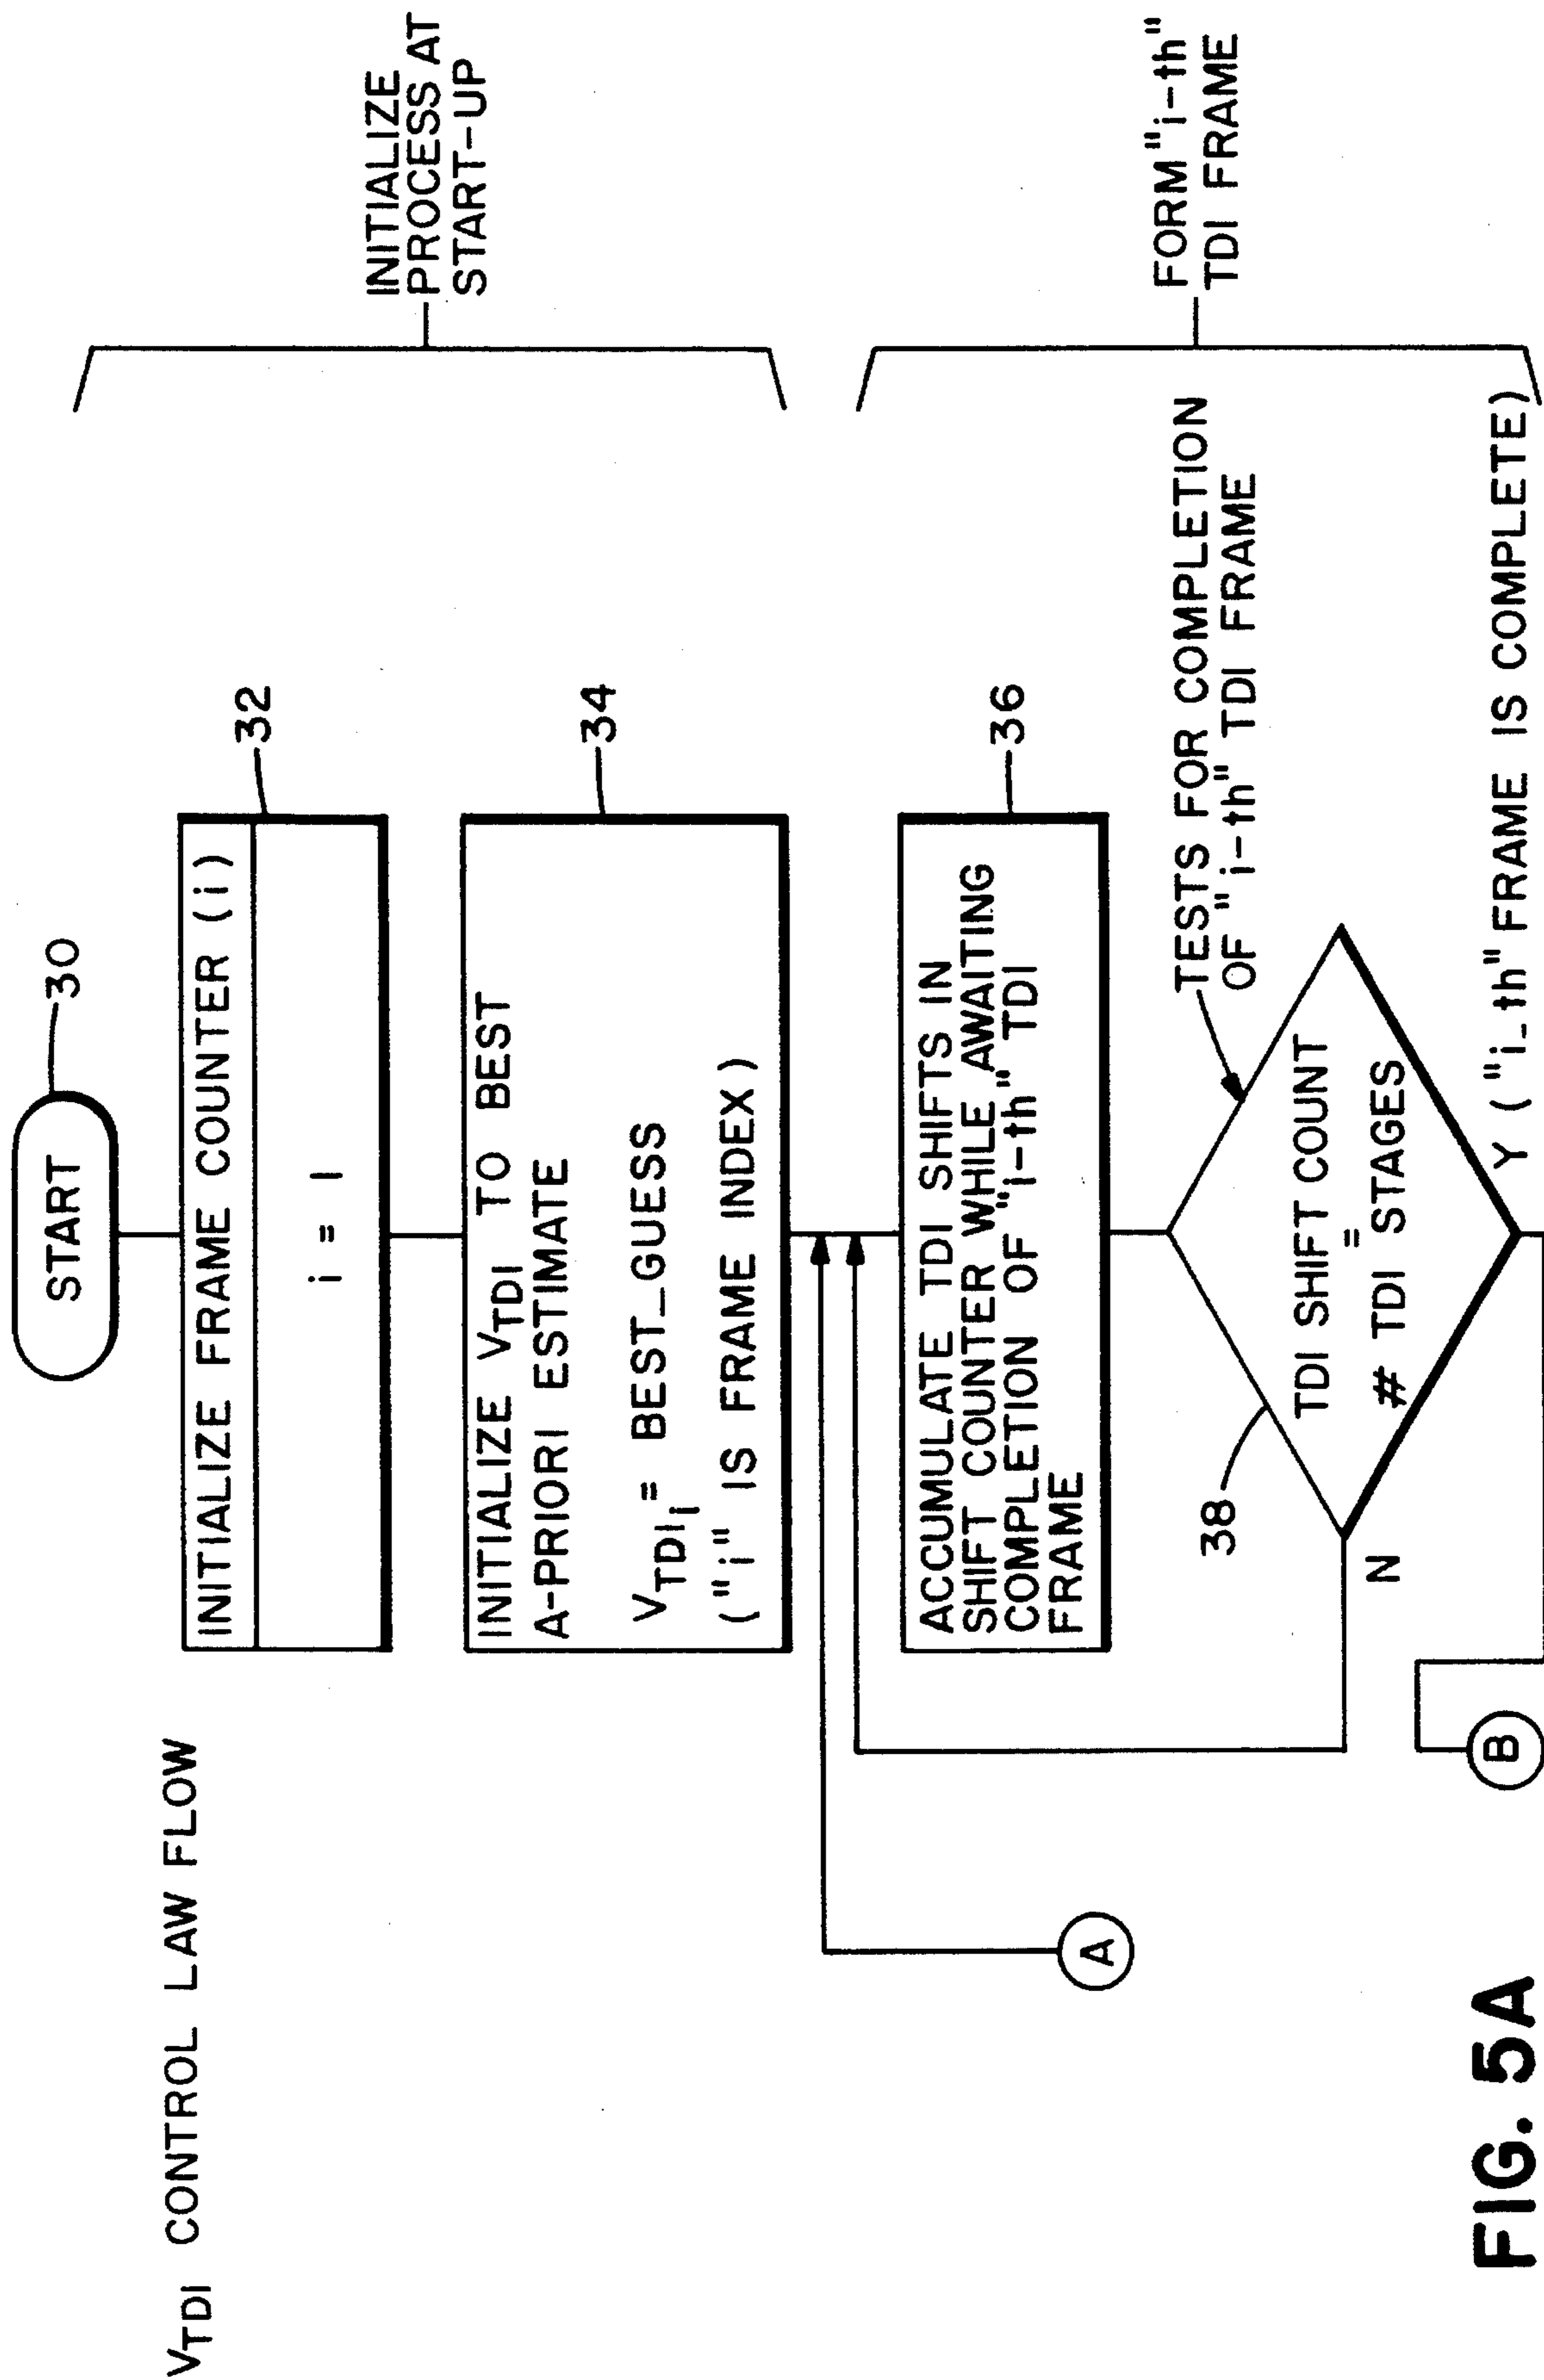 V TDI CONTROL LAW FLOW
START
30
INITIALIZE FRAME COUNTER (i)
i = 1
32
INITIALIZE V TDI TO BEST
A-PRIORI ESTIMATE
V TDI i = BEST_GUESS
("i" IS FRAME INDEX)
34
INITIALIZE
PROCESS AT
START-UP
A
ACCUMULATE TDI SHIFTS IN
SHIFT COUNTER WHILE AWAITING
COMPLETION OF "i-th" TDI
FRAME
36
38
TDI SHIFT COUNT
=
# TDI STAGES
TESTS FOR COMPLETION
OF "i-th" TDI FRAME
FORM "i-th"
TDI FRAME
N
Y ("i-th" FRAME IS COMPLETE)
B
FIG. 5A